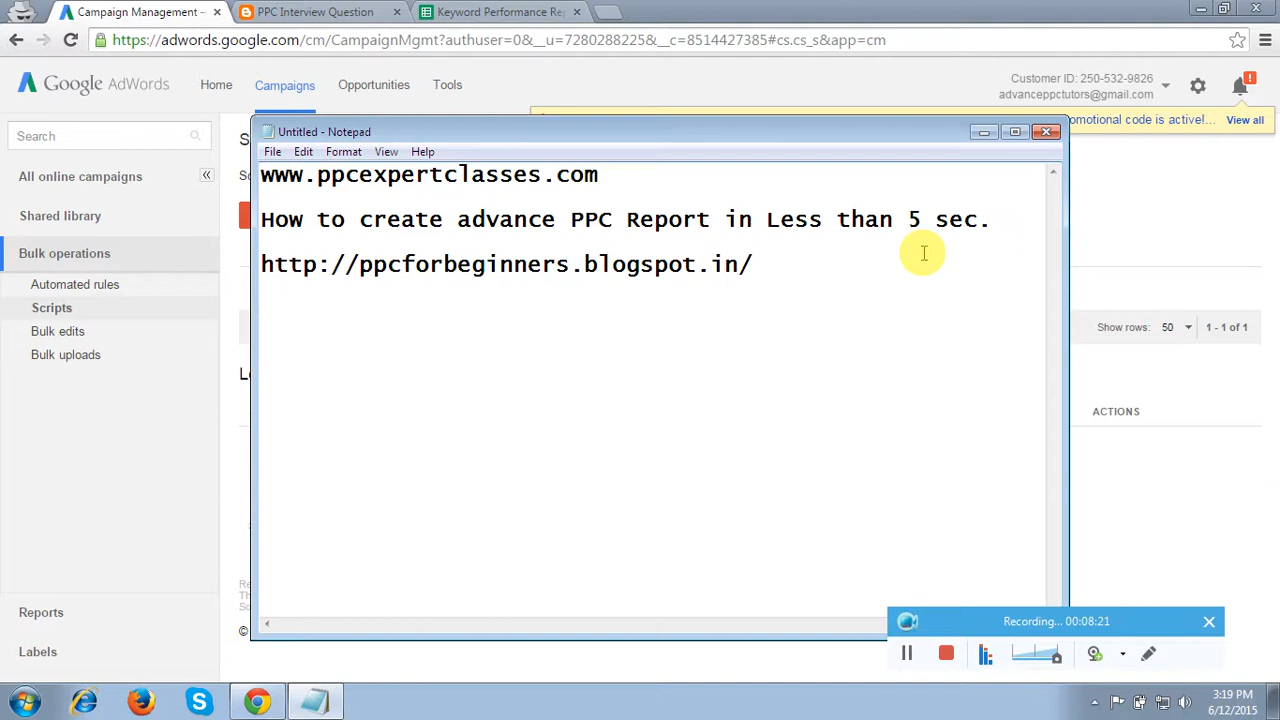 Campaign Management –
PPC Interview Question
Keyword Performance Re
https://adwords.google.com/cm/CampaignMgmt?authuser=0&__u=7280288225&__c=8514427385#cs.cs_s&app=cm
Google AdWords
Home
Campaigns
Opportunities
Tools
Customer ID: 250-532-9826
advanceppctutors@gmail.com
omotional code is active!...
View all
Search
All online campaigns
Shared library
Bulk operations
Automated rules
Scripts
Bulk edits
Bulk uploads
Reports
Labels
Untitled - Notepad
File
Edit
Format
View
Help
www.ppcexpertclasses.com
How to create advance PPC Report in Less than 5 sec.
http://ppcforbeginners.blogspot.in/
Show rows: 50
1 - 1 of 1
ACTIONS
Recording... 00:08:21
3:19 PM
6/12/2015